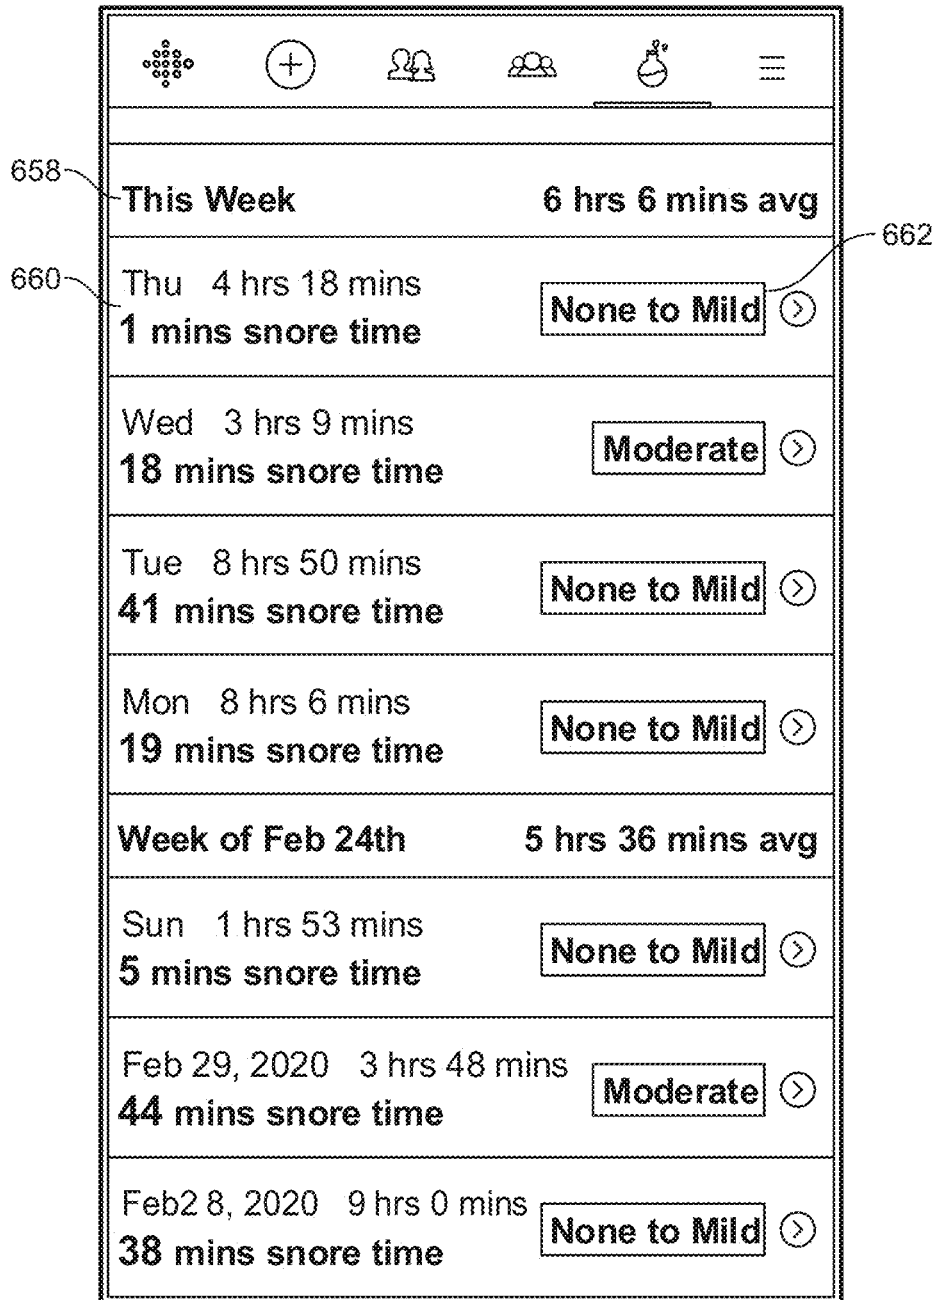 658
This Week 6 hrs 6 mins avg
662
660
Thu 4 hrs 18 mins
1 mins snore time
None to Mild
Wed 3 hrs 9 mins
18 mins snore time
Moderate
Tue 8 hrs 50 mins
41 mins snore time
None to Mild
Mon 8 hrs 6 mins
19 mins snore time
None to Mild
Week of Feb 24th 5 hrs 36 mins avg
Sun 1 hrs 53 mins
5 mins snore time
None to Mild
Feb 29, 2020 3 hrs 48 mins
44 mins snore time
Moderate
Feb2 8, 2020 9 hrs 0 mins
38 mins snore time
None to Mild